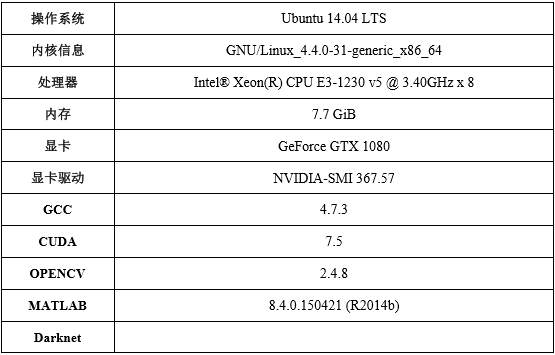 操作系统 Ubuntu 14.04 LTS
内核信息 GNU/Linux_4.4.0-31-generic_x86_64
处理器 Intel® Xeon(R) CPU E3-1230 v5 @ 3.40GHz x 8
内存 7.7 GiB
显卡 GeForce GTX 1080
显卡驱动 NVIDIA-SMI 367.57
GCC 4.7.3
CUDA 7.5
OPENCV 2.4.8
MATLAB 8.4.0.150421 (R2014b)
Darknet